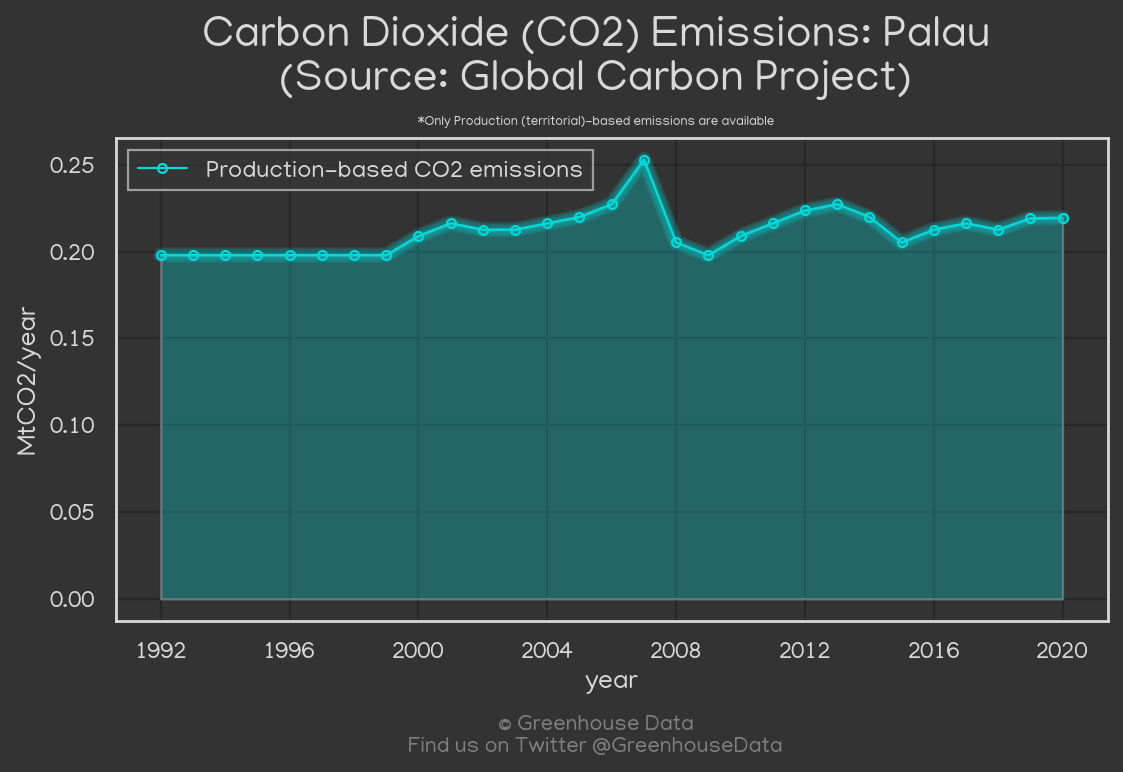 Carbon Dioxide (CO2) Emissions: Palau
(Source: Global Carbon Project)
*Only Production (territorial)-based emissions are available
Production-based CO2 emissions
0.25
0.20
0.15
0.10
0.05
0.00
MtCO2/year
1992 1996 2000 2004 2008 2012 2016 2020
year
© Greenhouse Data
Find us on Twitter @GreenhouseData